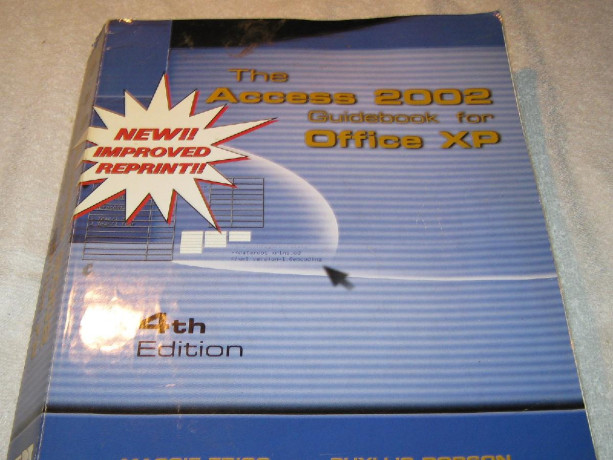 The
Access 2002
Guidebook for
Office XP
NEW!!
IMPROVED
REPRINT!!
4th
Edition